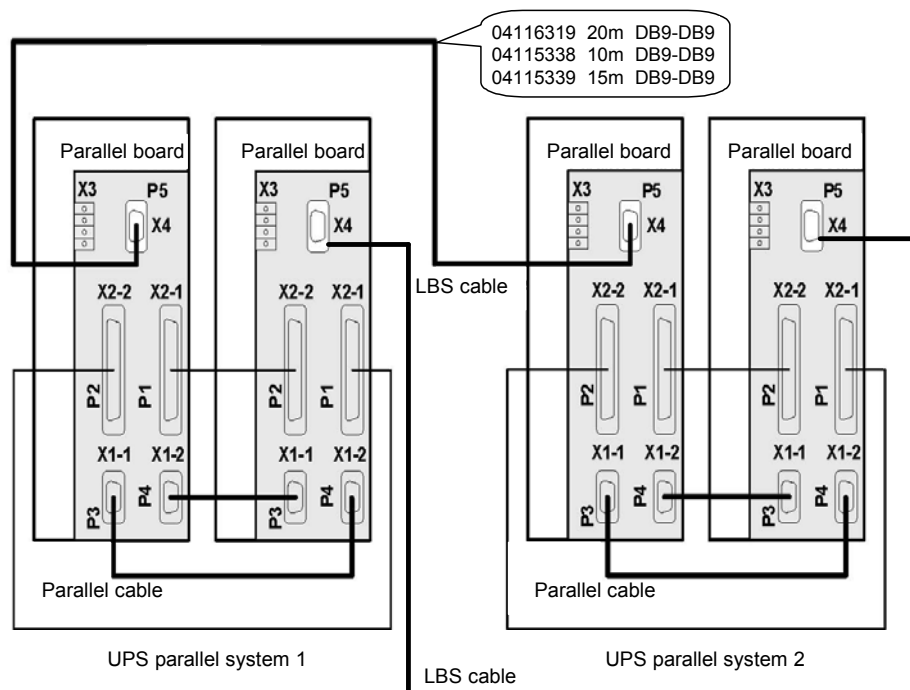 04116319 20m DB9-DB9
04115338 10m DB9-DB9
04115339 15m DB9-DB9
Parallel board
Parallel board
Parallel board
Parallel board
X3 P5
X3 P5
X3 P5
X3 P5
X4
X4
X4
X4
LBS cable
X2-2 X2-1
X2-2 X2-1
X2-2 X2-1
X2-2 X2-1
P2 P1
P2 P1
P2 P1
P2 P1
X1-1 X1-2
X1-1 X1-2
X1-1 X1-2
X1-1 X1-2
P3 P4
P3 P4
P3 P4
P3 P4
Parallel cable
Parallel cable
UPS parallel system 1
UPS parallel system 2
LBS cable